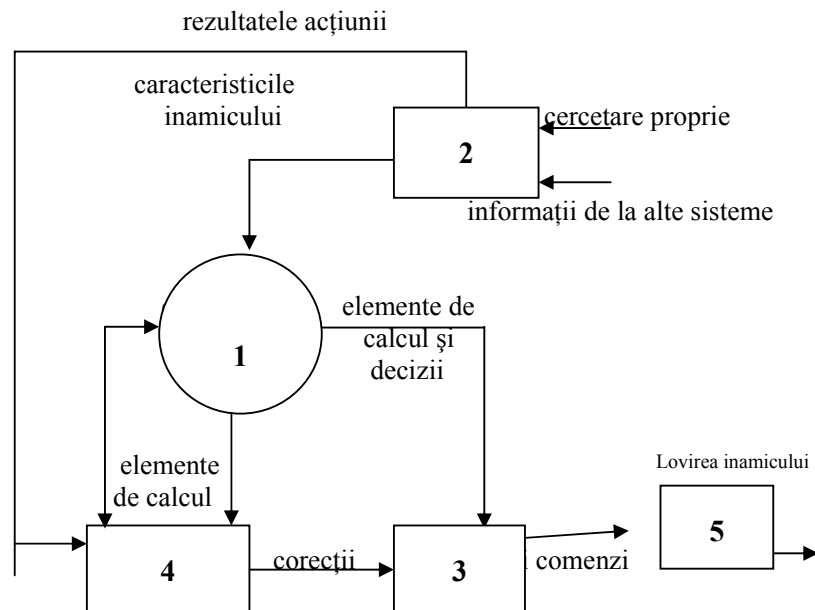 rezultatele acțiunii
caracteristicile
inamicului
cercetare proprie
2
informații de la alte sisteme
elemente de
calcul și
decizii
1
elemente
de calcul
Lovirea inamicului
4
corecții
3
comenzi
5